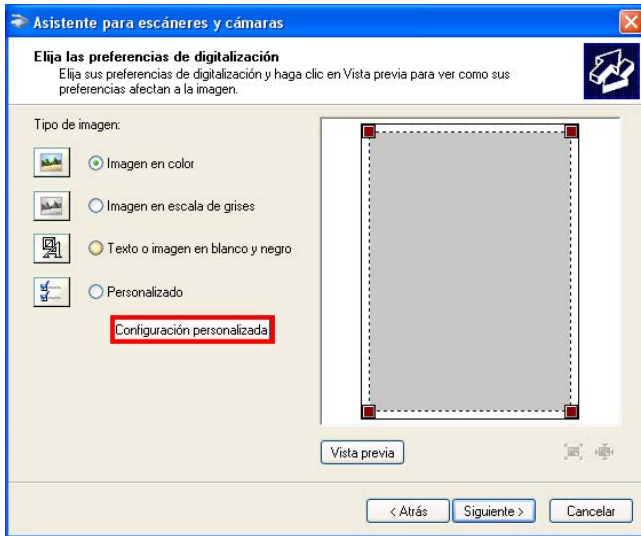 Asistente para escáneres y cámaras
Elija las preferencias de digitalización
Elija sus preferencias de digitalización y haga clic en Vista previa para ver como sus
preferencias afectan a la imagen.
Tipo de imagen:
Imagen en color
Imagen en escala de grises
Texto o imagen en blanco y negro
Personalizado
Configuración personalizada
Vista previa
< Atrás
Siguiente >
Cancelar